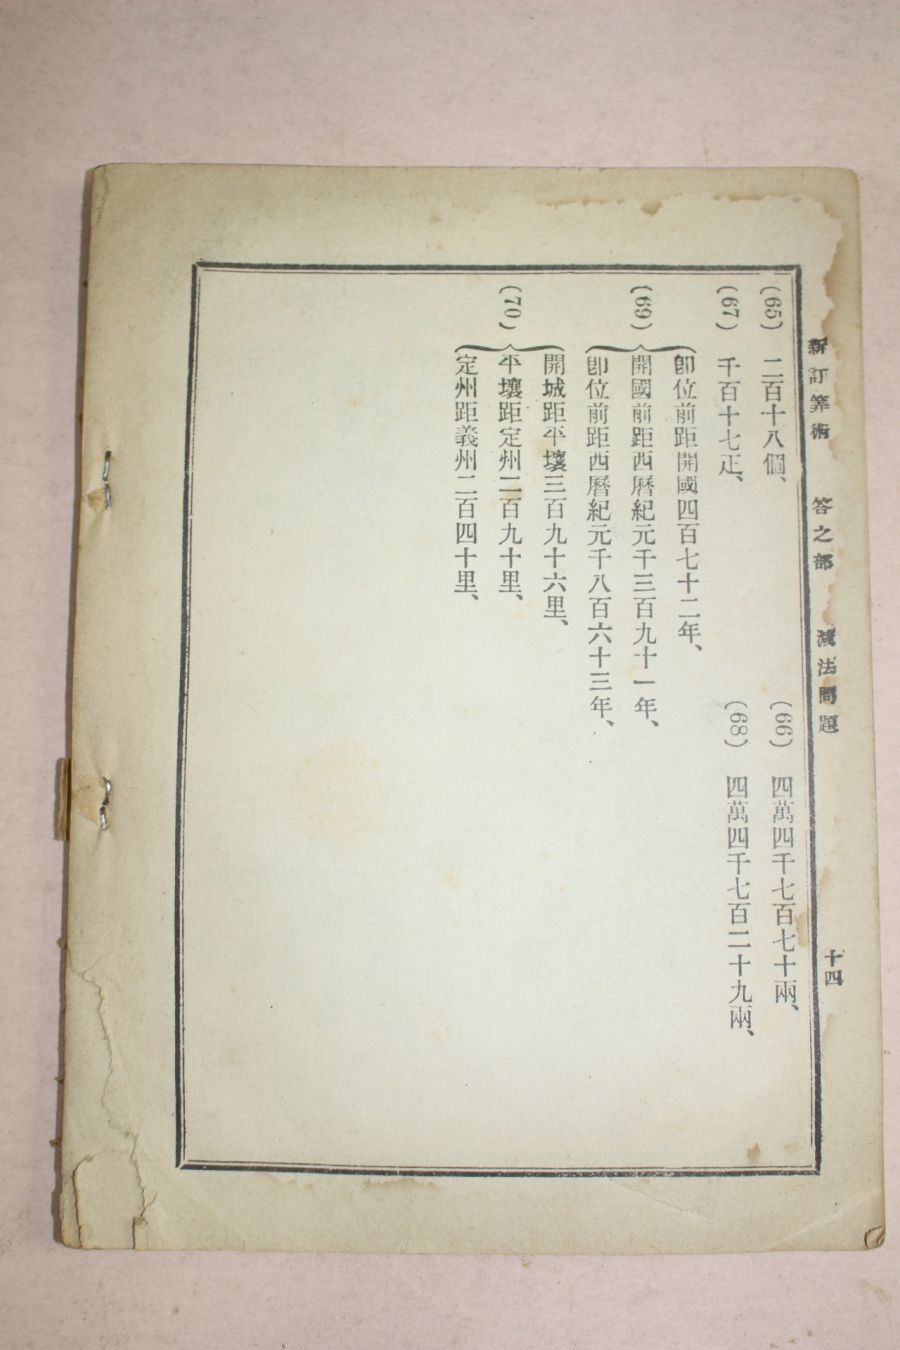 新訂算術 答之部 減法問題 十四
(65) 二百十八個、
(66) 四萬四千七百七十兩、
(67) 千百十七疋、
(68) 四萬四千七百二十九兩、
(69)
卽位前距開國四百七十二年、
開國前距西曆紀元千三百九十一年、
卽位前距西曆紀元千八百六十三年、
(70)
開城距平壤三百九十六里、
平壤距定州二百九十里、
定州距義州二百四十里、